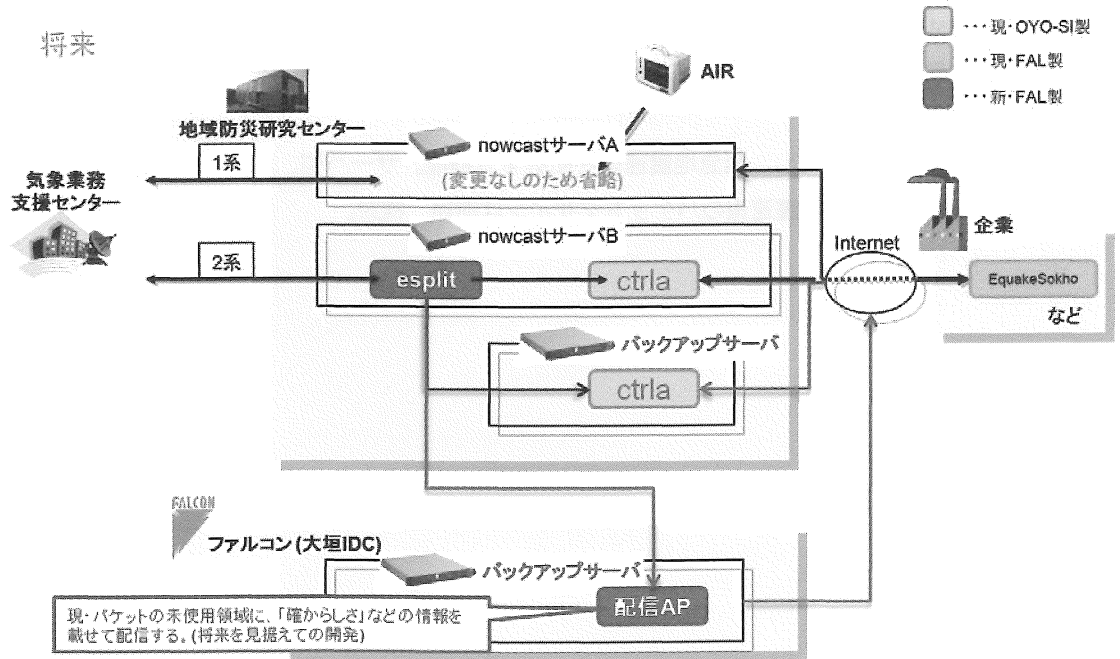 将来
・・・現・OYO-SI製
・・・現・FAL製
・・・新・FAL製
AIR
地域防災研究センター
nowcastサーバA
1系
(変更なしのため省略)
気象業務
支援センター
nowcastサーバB
2系
esplit
ctrla
Internet
企業
EquakeSokho
など
バックアップサーバ
ctrla
FALCON
ファルコン(大垣IDC)
バックアップサーバ
配信AP
現・パケットの未使用領域に、「確からしさ」などの情報を
載せて配信する。(将来を見据えての開発)